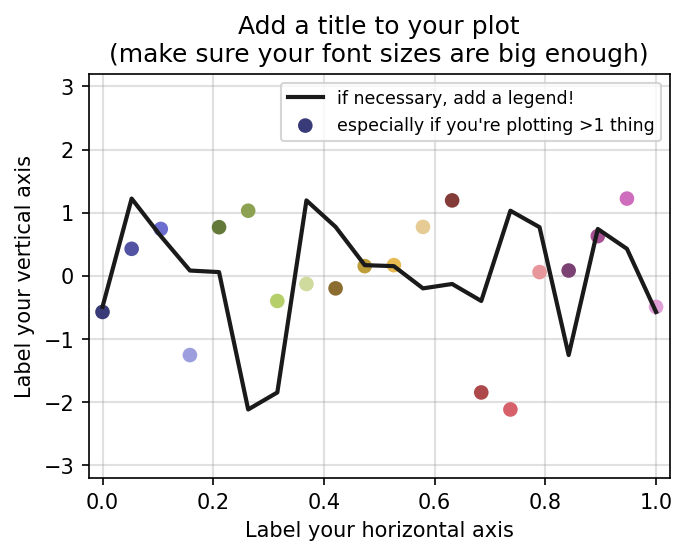 Add a title to your plot
(make sure your font sizes are big enough)
if necessary, add a legend!
especially if you're plotting >1 thing
Label your vertical axis
3
2
1
0
−1
−2
−3
0.0 0.2 0.4 0.6 0.8 1.0
Label your horizontal axis